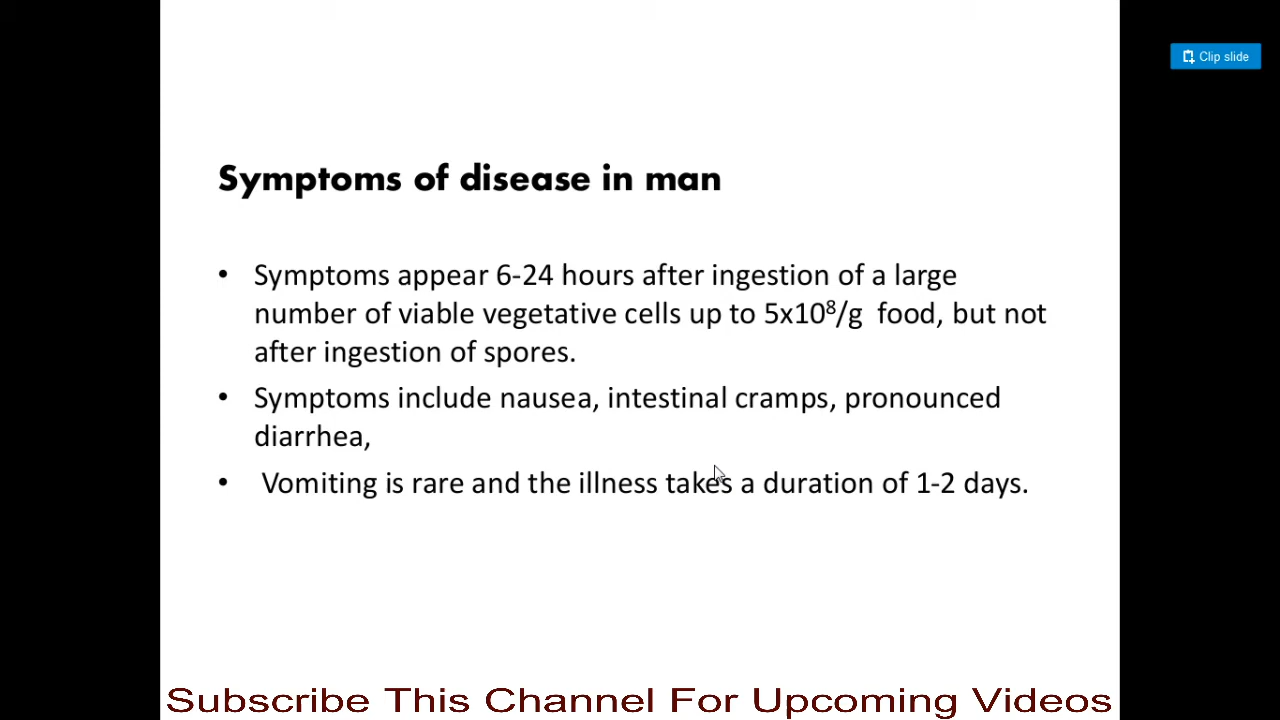 Clip slide
Symptoms of disease in man
• Symptoms appear 6-24 hours after ingestion of a large
number of viable vegetative cells up to 5x10⁸/g food, but not
after ingestion of spores.
• Symptoms include nausea, intestinal cramps, pronounced
diarrhea,
• Vomiting is rare and the illness takes a duration of 1-2 days.
Subscribe This Channel For Upcoming Videos